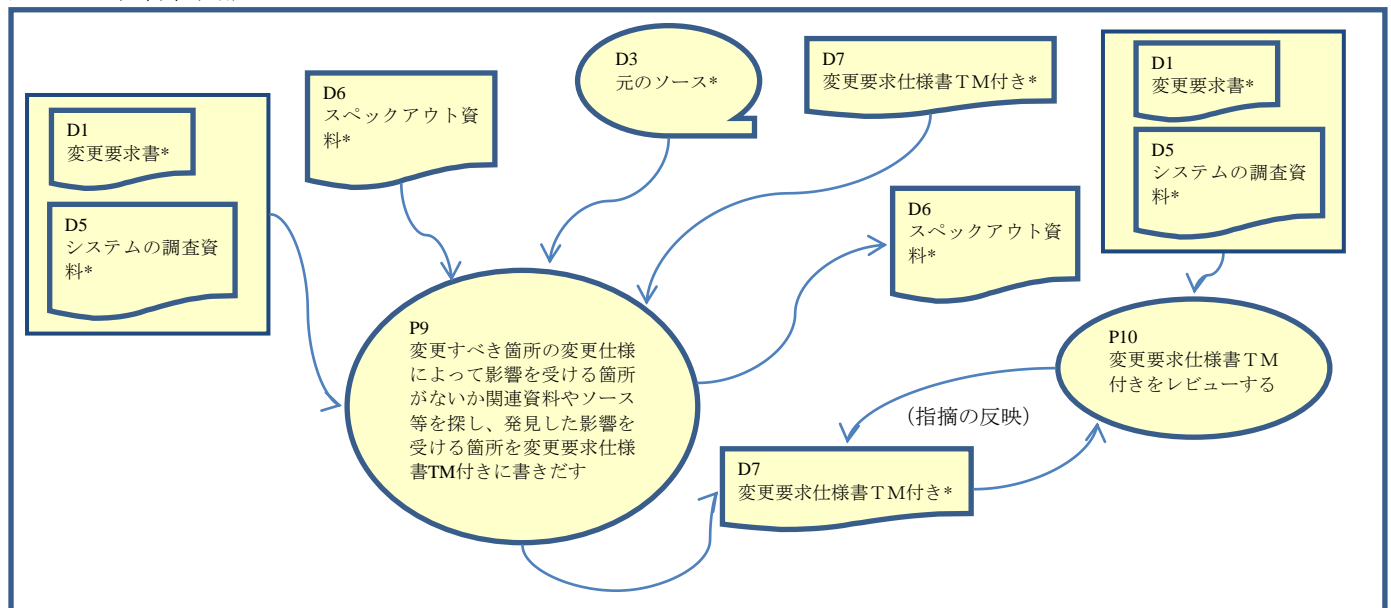 D1
変更要求書*
D5
システムの調査資
料*
D6
スペックアウト資
料*
D3
元のソース*
D7
変更要求仕様書ＴＭ付き*
D1
変更要求書*
D5
システムの調査資
料*
D6
スペックアウト資
料*
P9
変更すべき箇所の変更仕様
によって影響を受ける箇所
がないか関連資料やソース
等を探し、発見した影響を
受ける箇所を変更要求仕様
書TM付きに書きだす
P10
変更要求仕様書ＴＭ
付きをレビューする
（指摘の反映）
D7
変更要求仕様書ＴＭ付き*